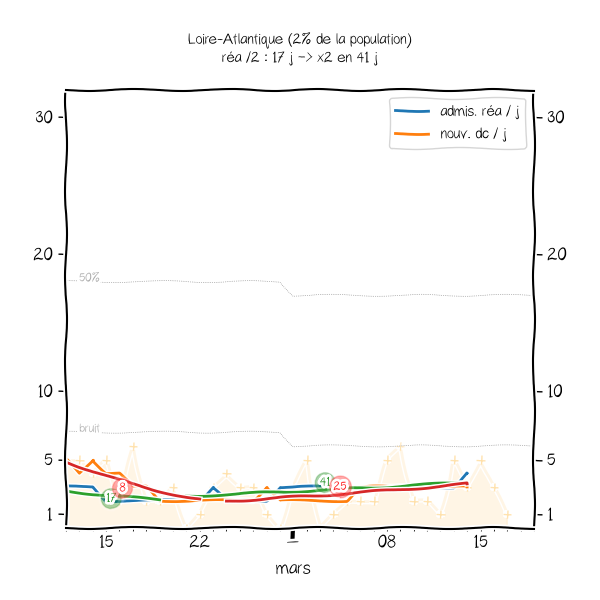 Loire-Atlantique (2% de la population)
réa /2 : 17 j -> x2 en 41 j
admis. réa / j
nouv. dc / j
30 30
20 20
50%
10 10
bruit
5 5
17 8 41 25
1 1
15 22 1 08 15
mars